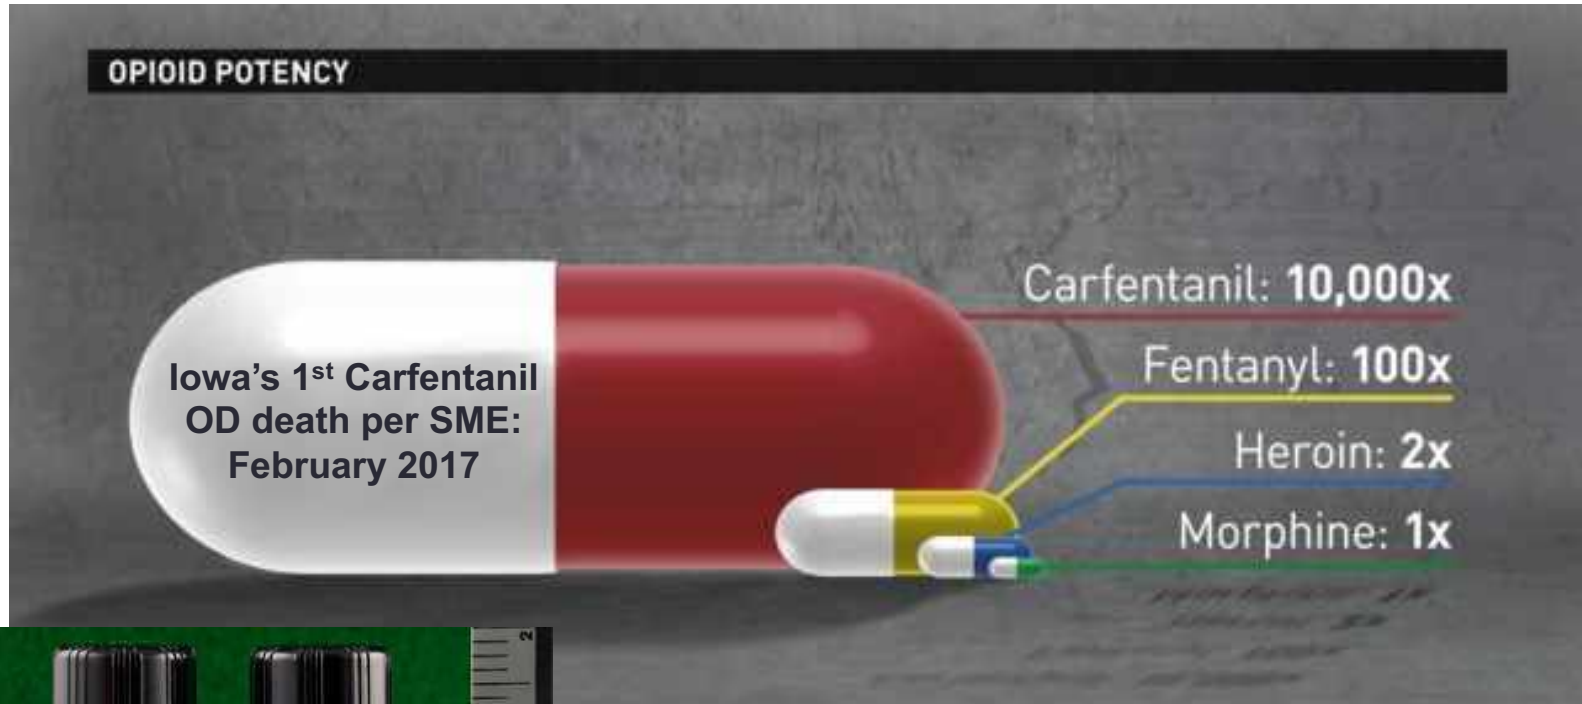 OPIOID POTENCY
Iowa's 1st Carfentanil
OD death per SME:
February 2017
Carfentanil: 10,000x
Fentanyl: 100x
Heroin: 2x
Morphine: 1x
2